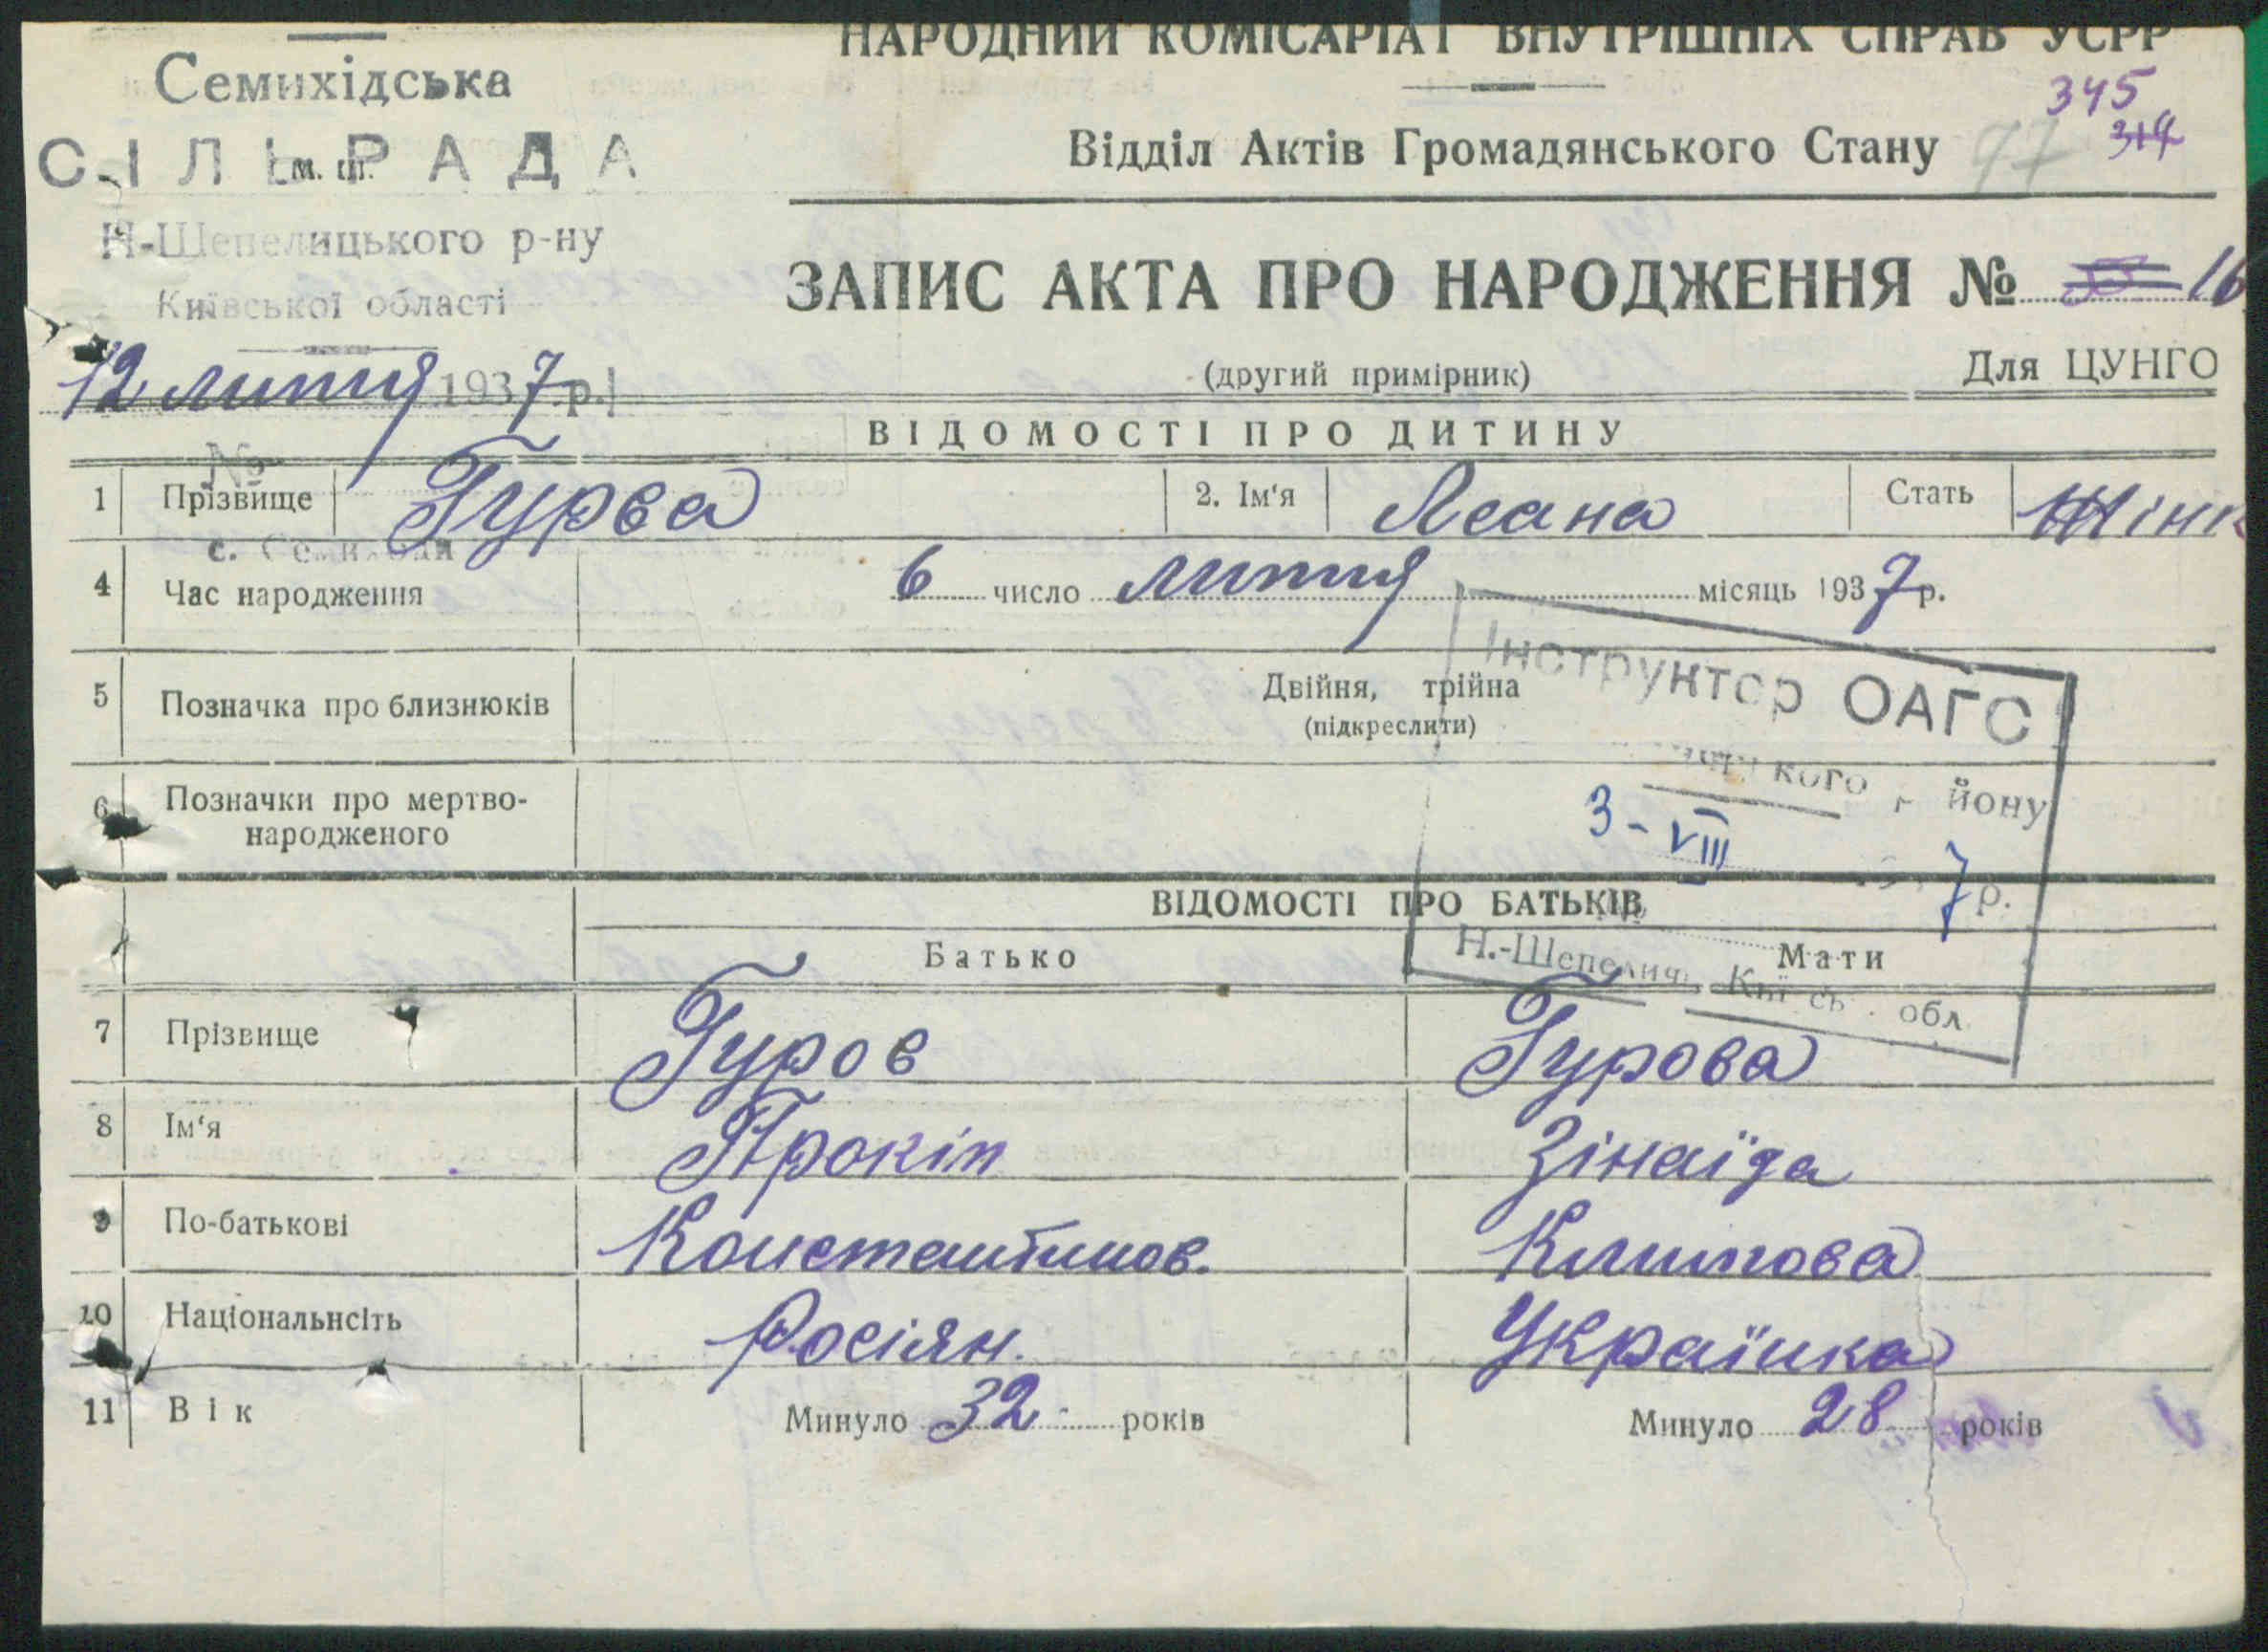 НАРОДНИЙ КОМІСАРІАТ ВНУТРІШНІХ СПРАВ УСРР
345
314
97
Семихідська
СІЛЬРАДА
м. ш.
Н-Шепелицького р-ну
Київської області
12 липня 1937 р.
№
Відділ Актів Громадянського Стану
ЗАПИС АКТА ПРО НАРОДЖЕННЯ № 16
(другий примірник) Для ЦУНГО
ВІДОМОСТІ ПРО ДИТИНУ
1 Прізвище Гурва 2. Ім'я Леана Стать Жінк
с.
4 Час народження 6 число липня місяць 1937 р.
5 Позначка про близнюків Двійня, трійна
(підкреслити)
Інструктор ОАГС
йону
6 Позначки про мертво-
народженого
3 - VIII 7 р.
ВІДОМОСТІ ПРО БАТЬКІВ
Батько Мати
Н.-Шепелич обл
7 Прізвище Гуров Гурова
8 Ім'я Прокіп Зінаїда
9 По-батькові Константинов. Климова
10 Національнсіть Росіян. Українка
11 Вік Минуло 32 років Минуло 28 років